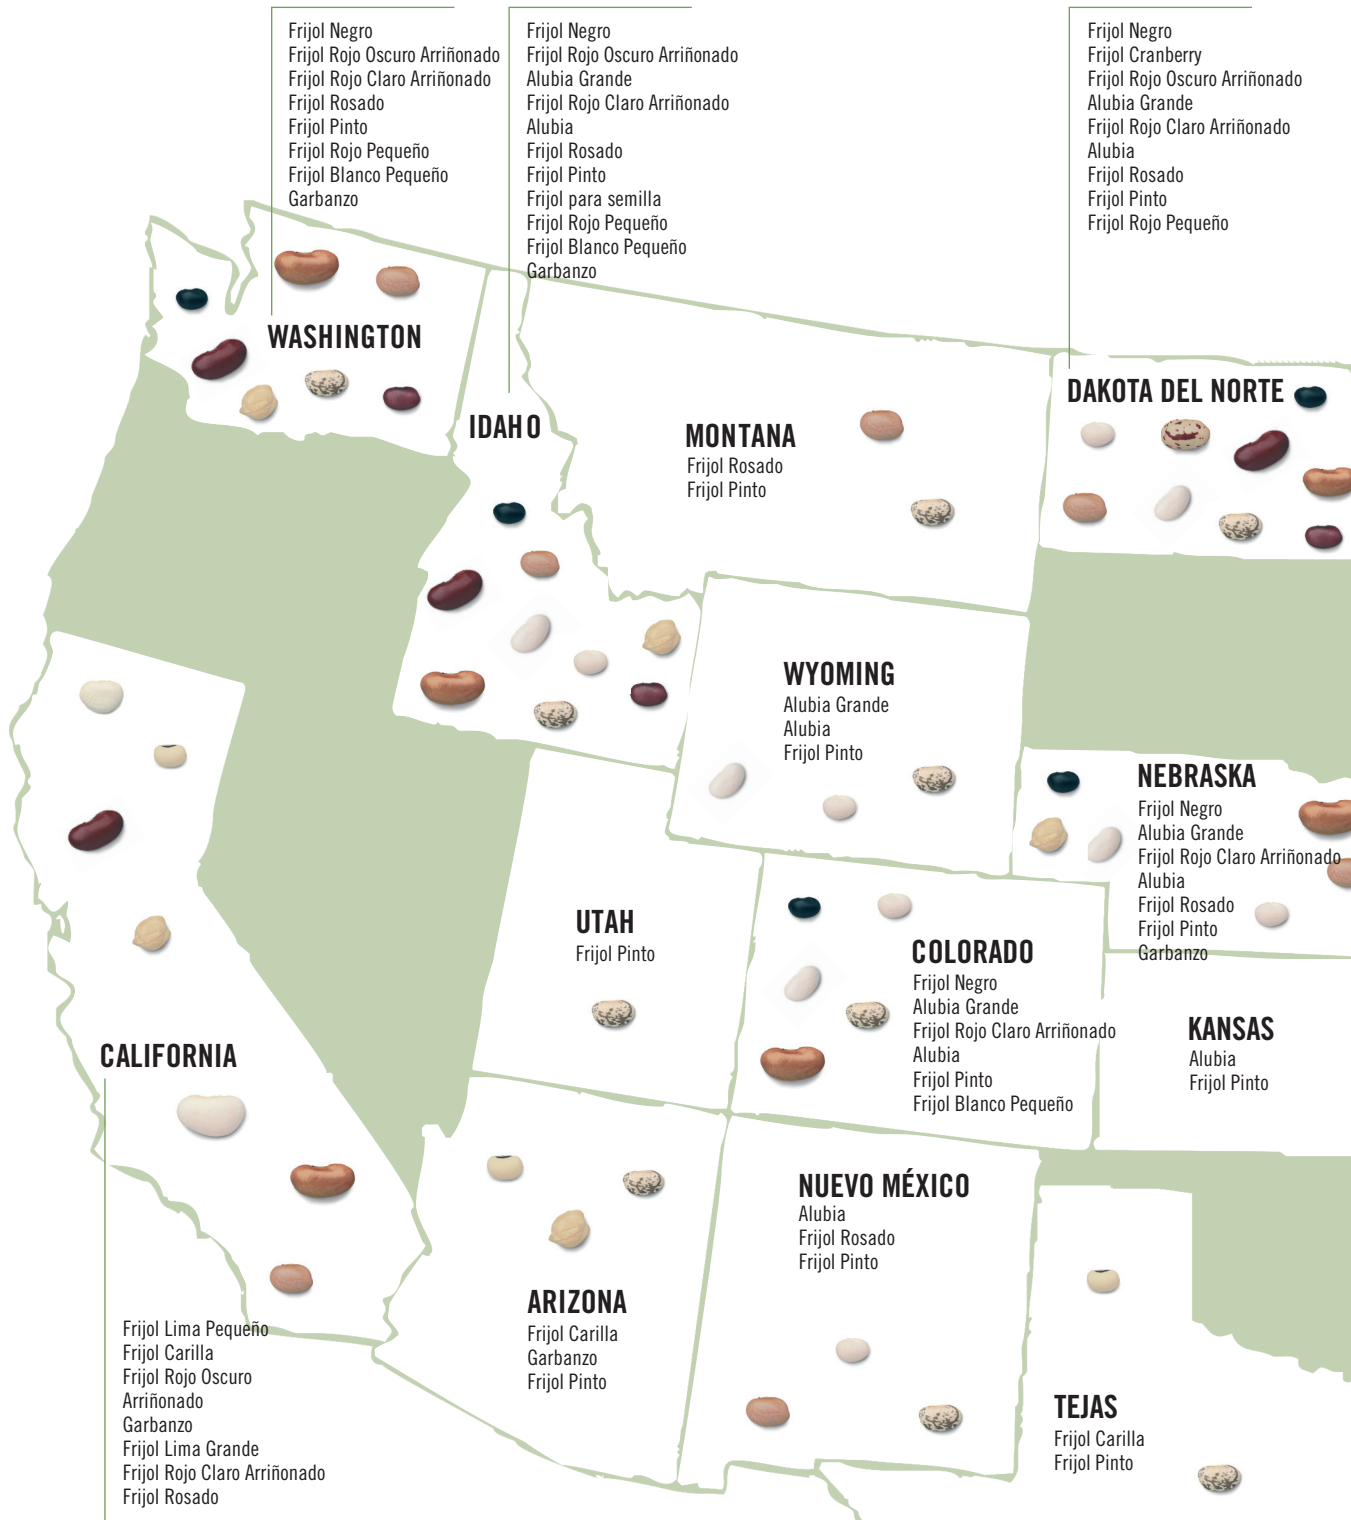 Frijol Negro
Frijol Rojo Oscuro Arriñonado
Frijol Rojo Claro Arriñonado
Frijol Rosado
Frijol Pinto
Frijol Rojo Pequeño
Frijol Blanco Pequeño
Garbanzo
Frijol Negro
Frijol Rojo Oscuro Arriñonado
Alubia Grande
Frijol Rojo Claro Arriñonado
Alubia
Frijol Rosado
Frijol Pinto
Frijol para semilla
Frijol Rojo Pequeño
Frijol Blanco Pequeño
Garbanzo
Frijol Negro
Frijol Cranberry
Frijol Rojo Oscuro Arriñonado
Alubia Grande
Frijol Rojo Claro Arriñonado
Alubia
Frijol Rosado
Frijol Pinto
Frijol Rojo Pequeño
WASHINGTON
IDAHO
MONTANA
Frijol Rosado
Frijol Pinto
DAKOTA DEL NORTE
WYOMING
Alubia Grande
Alubia
Frijol Pinto
NEBRASKA
Frijol Negro
Alubia Grande
Frijol Rojo Claro Arriñonado
Alubia
Frijol Rosado
Frijol Pinto
Garbanzo
UTAH
Frijol Pinto
COLORADO
Frijol Negro
Alubia Grande
Frijol Rojo Claro Arriñonado
Alubia
Frijol Pinto
Frijol Blanco Pequeño
KANSAS
Alubia
Frijol Pinto
CALIFORNIA
Frijol Lima Pequeño
Frijol Carilla
Frijol Rojo Oscuro
Arriñonado
Garbanzo
Frijol Lima Grande
Frijol Rojo Claro Arriñonado
Frijol Rosado
ARIZONA
Frijol Carilla
Garbanzo
Frijol Pinto
NUEVO MÉXICO
Alubia
Frijol Rosado
Frijol Pinto
TEJAS
Frijol Carilla
Frijol Pinto